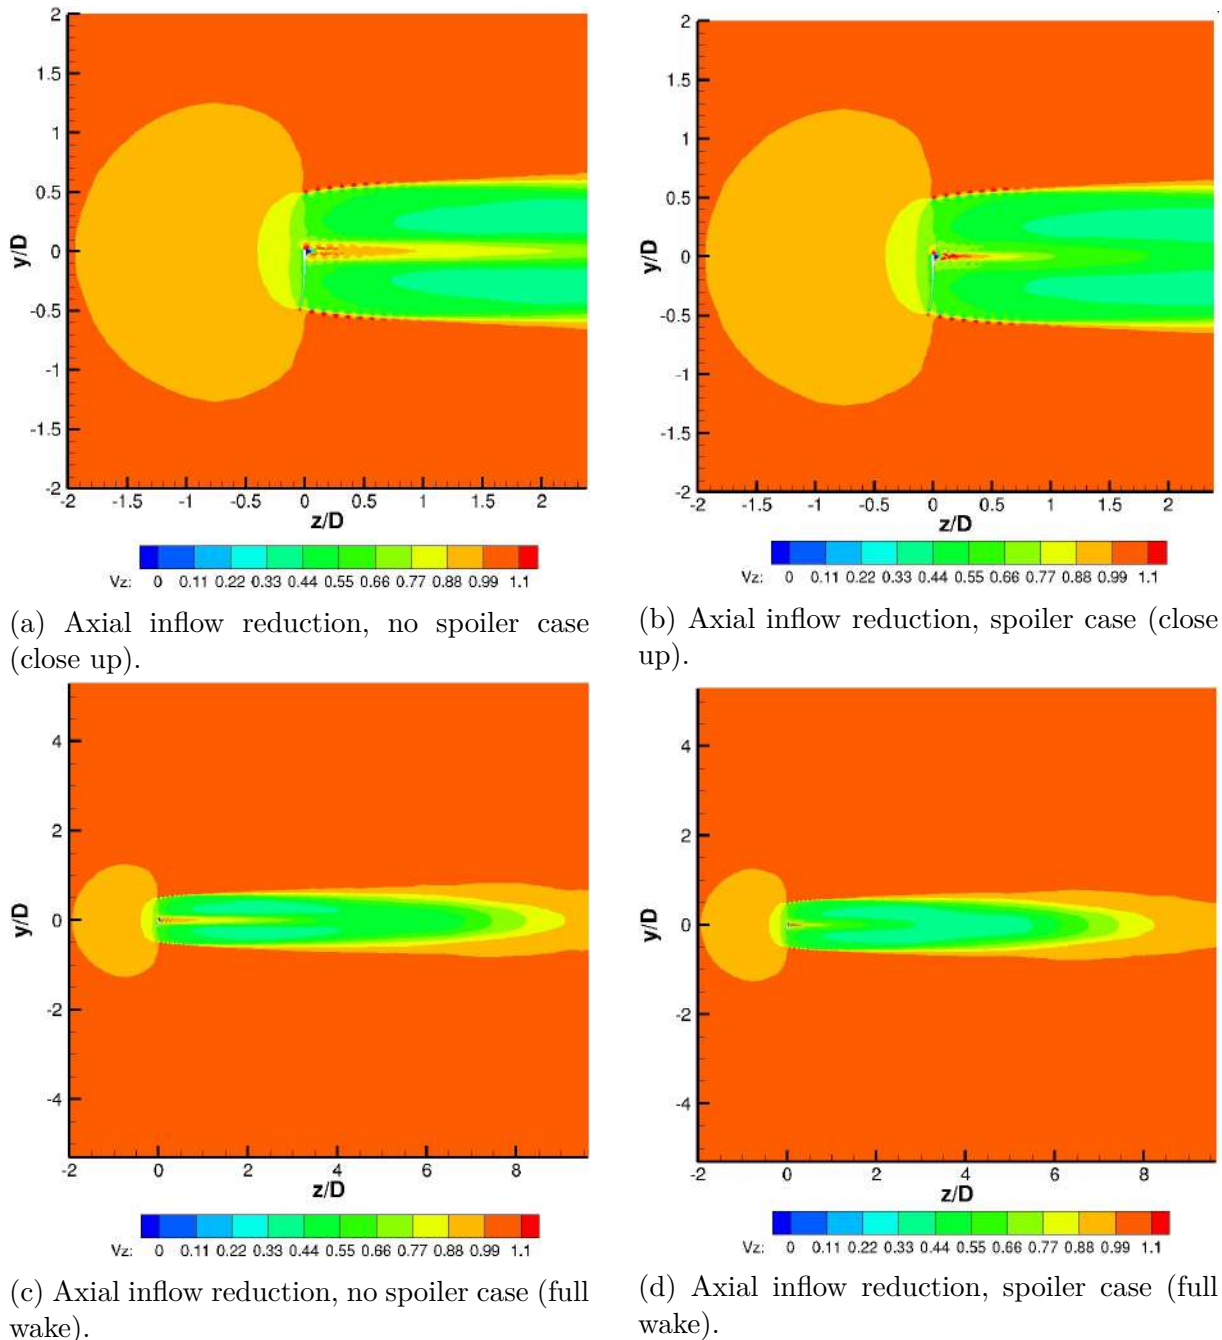 2
1.5
1
0.5
0
-0.5
-1
-1.5
-2
y/D
-2 -1.5 -1 -0.5 0 0.5 1 1.5 2
z/D
Vz: 0 0.11 0.22 0.33 0.44 0.55 0.66 0.77 0.88 0.99 1.1
(a) Axial inflow reduction, no spoiler case
(close up).
2
1.5
1
0.5
0
-0.5
-1
-1.5
-2
y/D
-2 -1.5 -1 -0.5 0 0.5 1 1.5 2
z/D
Vz: 0 0.11 0.22 0.33 0.44 0.55 0.66 0.77 0.88 0.99 1.1
(b) Axial inflow reduction, spoiler case (close
up).
4
2
0
-2
-4
y/D
-2 0 2 4 6 8
z/D
Vz: 0 0.11 0.22 0.33 0.44 0.55 0.66 0.77 0.88 0.99 1.1
(c) Axial inflow reduction, no spoiler case (full
wake).
4
2
0
-2
-4
y/D
-2 0 2 4 6 8
z/D
Vz: 0 0.11 0.22 0.33 0.44 0.55 0.66 0.77 0.88 0.99 1.1
(d) Axial inflow reduction, spoiler case (full
wake).